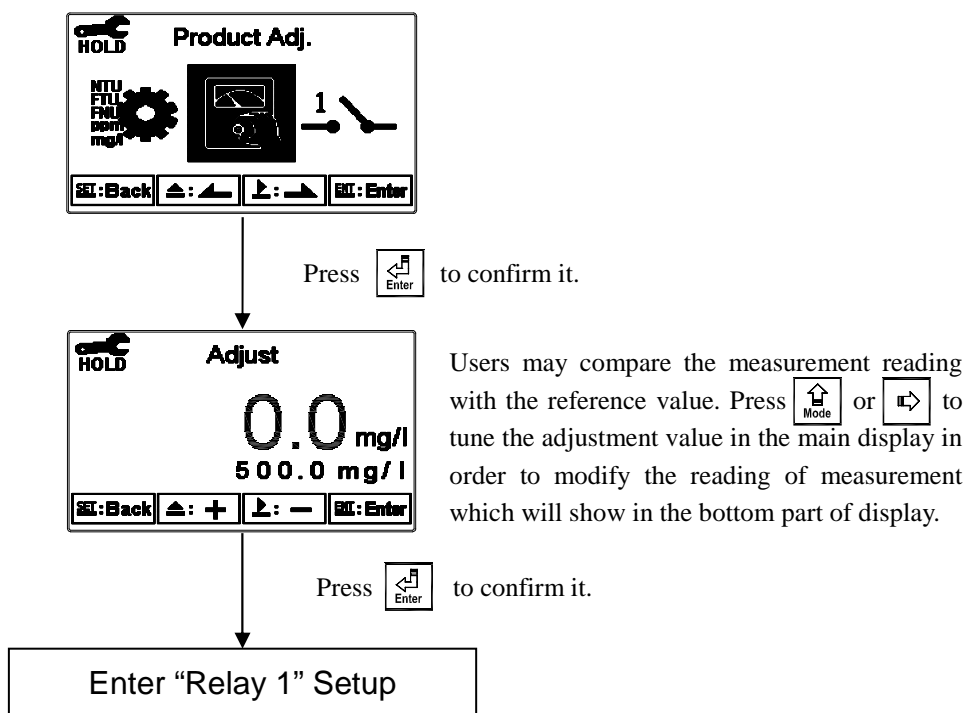 HOLD
Product Adj.
NTU
FTU
FNU
ppm
mg/l
1
SET:Back
ENT:Enter
Press Enter to confirm it.
HOLD
Adjust
0.0 mg/l
500.0 mg/l
SET:Back
: +
: −
ENT:Enter
Users may compare the measurement reading
with the reference value. Press Mode or to
tune the adjustment value in the main display in
order to modify the reading of measurement
which will show in the bottom part of display.
Press Enter to confirm it.
Enter “Relay 1” Setup